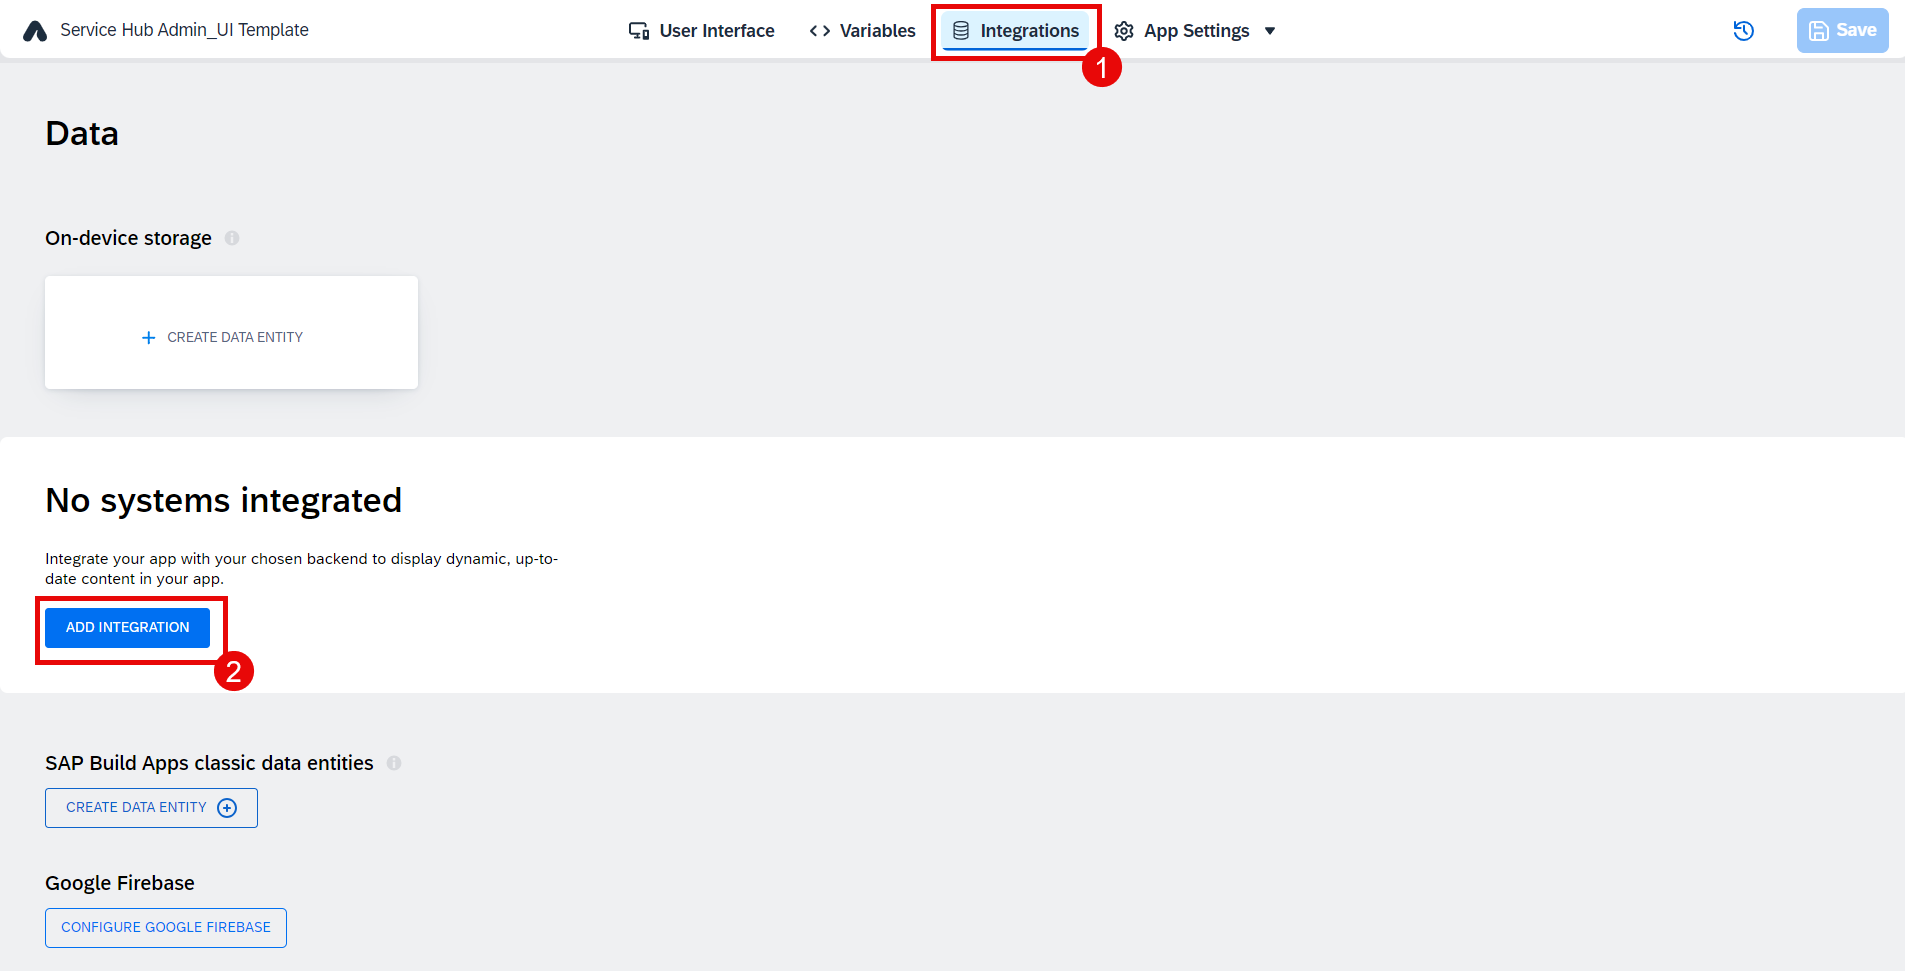 Service Hub Admin_UI Template
User Interface
Variables
Integrations
App Settings
Save
1
Data
On-device storage
CREATE DATA ENTITY
No systems integrated
Integrate your app with your chosen backend to display dynamic, up-to-
date content in your app.
ADD INTEGRATION
2
SAP Build Apps classic data entities
CREATE DATA ENTITY
Google Firebase
CONFIGURE GOOGLE FIREBASE